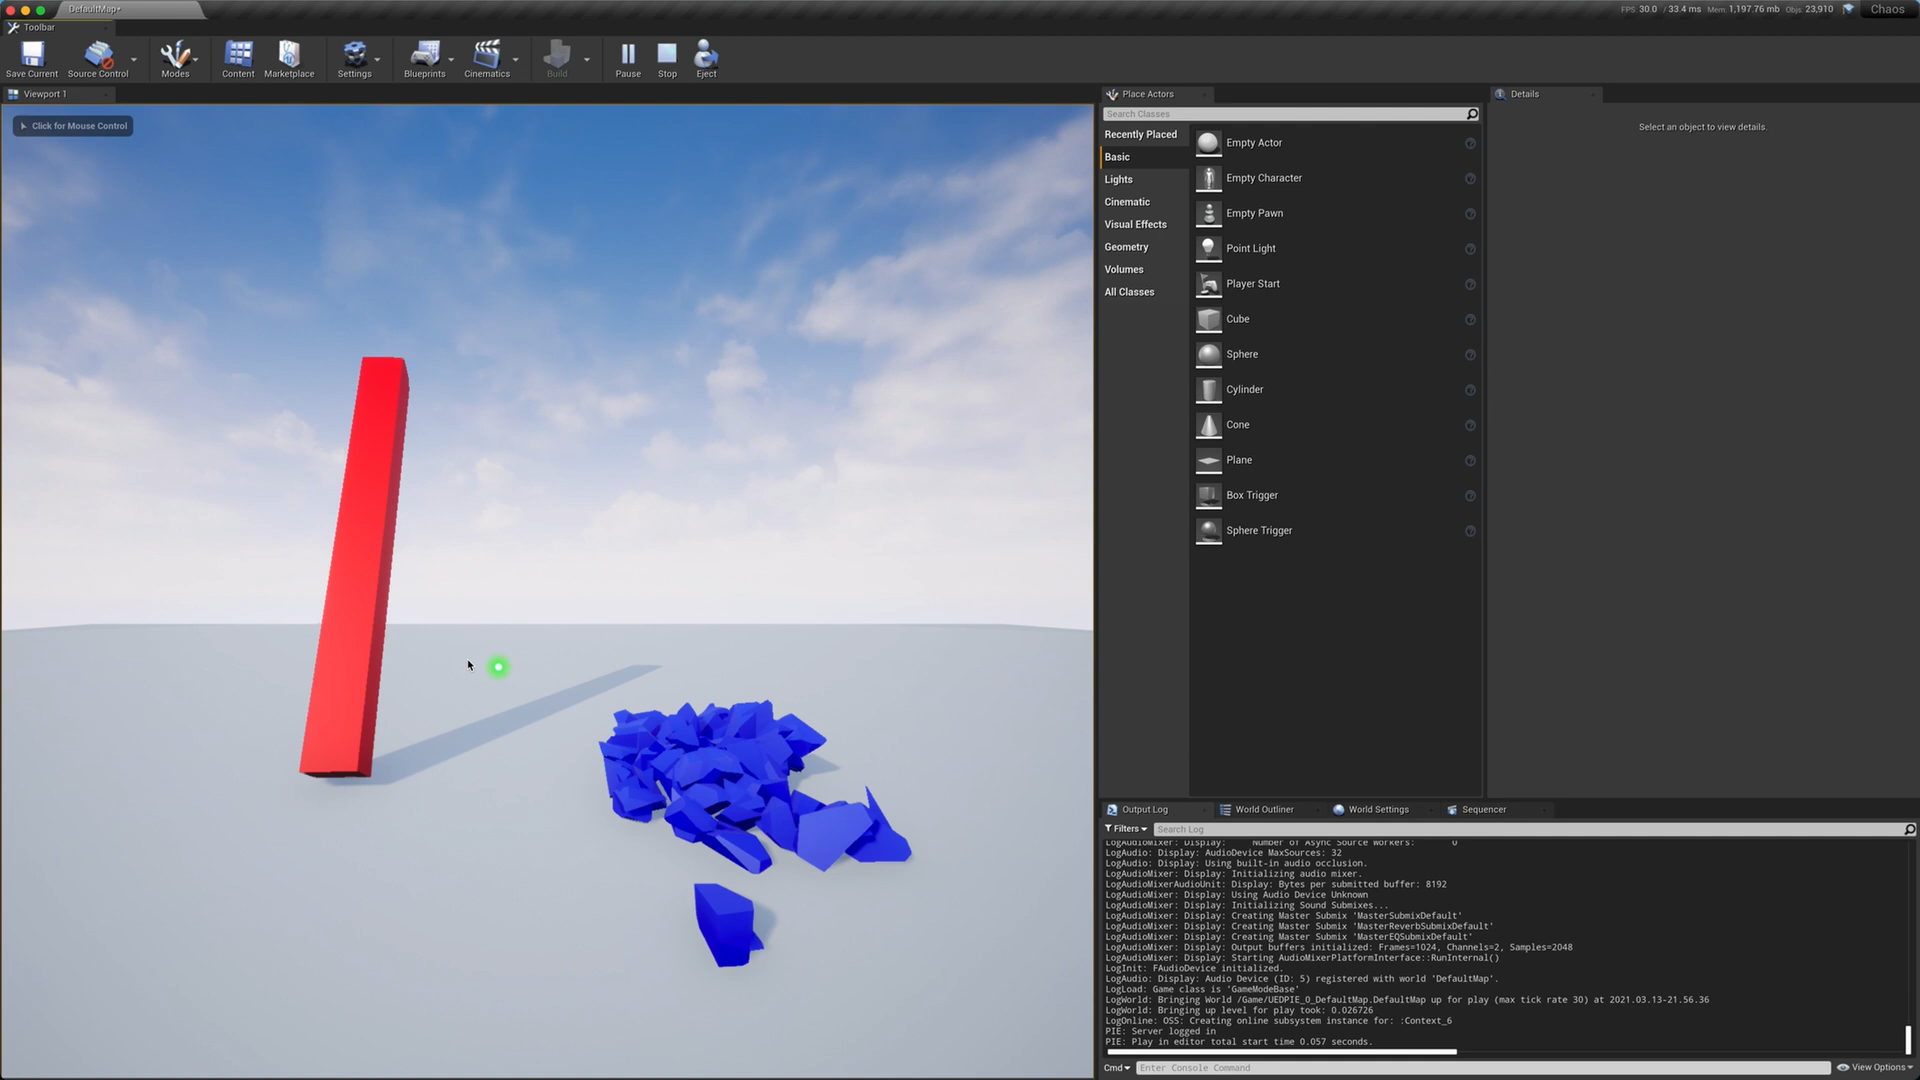 DefaultMap*
FPS: 30.0 / 33.4 ms Mem: 1,197.76 mb Objs: 23,910
Chaos
Toolbar
Save Current
Source Control
Modes
Content
Marketplace
Settings
Blueprints
Cinematics
Build
Pause
Stop
Eject
Viewport 1
Click for Mouse Control
Place Actors
Search Classes
Recently Placed
Basic
Lights
Cinematic
Visual Effects
Geometry
Volumes
All Classes
Empty Actor
Empty Character
Empty Pawn
Point Light
Player Start
Cube
Sphere
Cylinder
Cone
Plane
Box Trigger
Sphere Trigger
Details
Select an object to view details.
Output Log
World Outliner
World Settings
Sequencer
Filters
Search Log
LogAudioMixer: Display: Number of Async Source Workers: 0
LogAudio: Display: AudioDevice MaxSources: 32
LogAudio: Display: Using built-in audio occlusion.
LogAudioMixer: Display: Initializing audio mixer.
LogAudioMixerAudioUnit: Display: Bytes per submitted buffer: 8192
LogAudioMixer: Display: Using Audio Device Unknown
LogAudioMixer: Display: Initializing Sound Submixes...
LogAudioMixer: Display: Creating Master Submix 'MasterSubmixDefault'
LogAudioMixer: Display: Creating Master Submix 'MasterReverbSubmixDefault'
LogAudioMixer: Display: Creating Master Submix 'MasterEQSubmixDefault'
LogAudioMixer: Display: Output buffers initialized: Frames=1024, Channels=2, Samples=2048
LogAudioMixer: Display: Starting AudioMixerPlatformInterface::RunInternal()
LogInit: FAudioDevice initialized.
LogAudio: Display: Audio Device (ID: 5) registered with world 'DefaultMap'.
LogLoad: Game class is 'GameModeBase'
LogWorld: Bringing World /Game/UEDPIE_0_DefaultMap.DefaultMap up for play (max tick rate 30) at 2021.03.13-21.56.36
LogWorld: Bringing up level for play took: 0.026726
LogOnline: OSS: Creating online subsystem instance for: :Context_6
PIE: Server logged in
PIE: Play in editor total start time 0.057 seconds.
Cmd
Enter Console Command
View Options